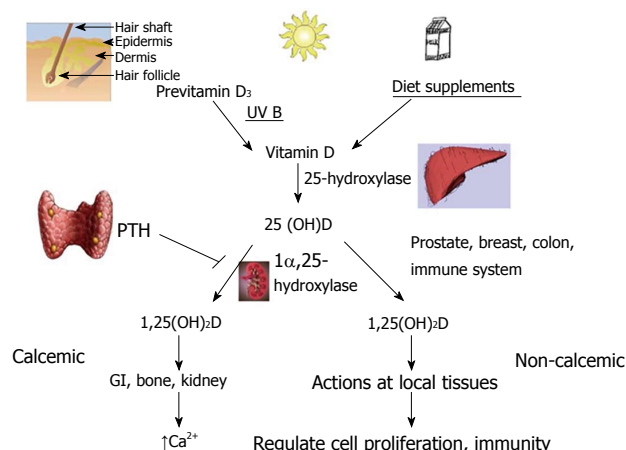 Hair shaft
Epidermis
Dermis
Hair follicle
Previtamin D3
UV B
Diet supplements
Vitamin D
25-hydroxylase
25 (OH)D
PTH
1α,25-
hydroxylase
Prostate, breast, colon,
immune system
1,25(OH)2D
1,25(OH)2D
Calcemic
Non-calcemic
GI, bone, kidney
Actions at local tissues
↑Ca2+
Regulate cell proliferation, immunity